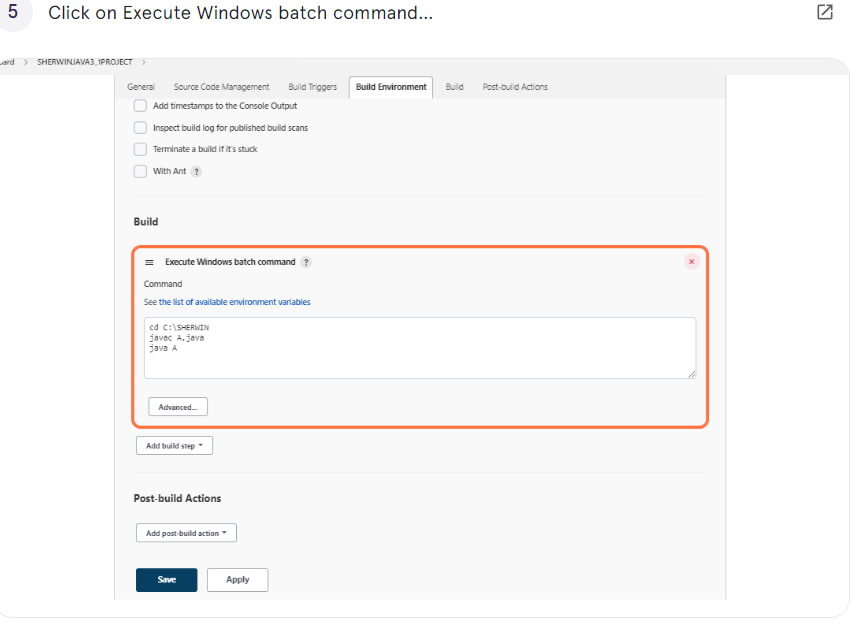 5 Click on Execute Windows batch command...
ard > SHERWINJAVA3_1PROJECT >
General Source Code Management Build Triggers Build Environment Build Post-build Actions
Add timestamps to the Console Output
Inspect build log for published build scans
Terminate a build if it's stuck
With Ant ?
Build
Execute Windows batch command ?
Command
See the list of available environment variables
cd C:\SHERWIN
javac A.java
java A
Advanced...
Add build step
Post-build Actions
Add post-build action
Save Apply